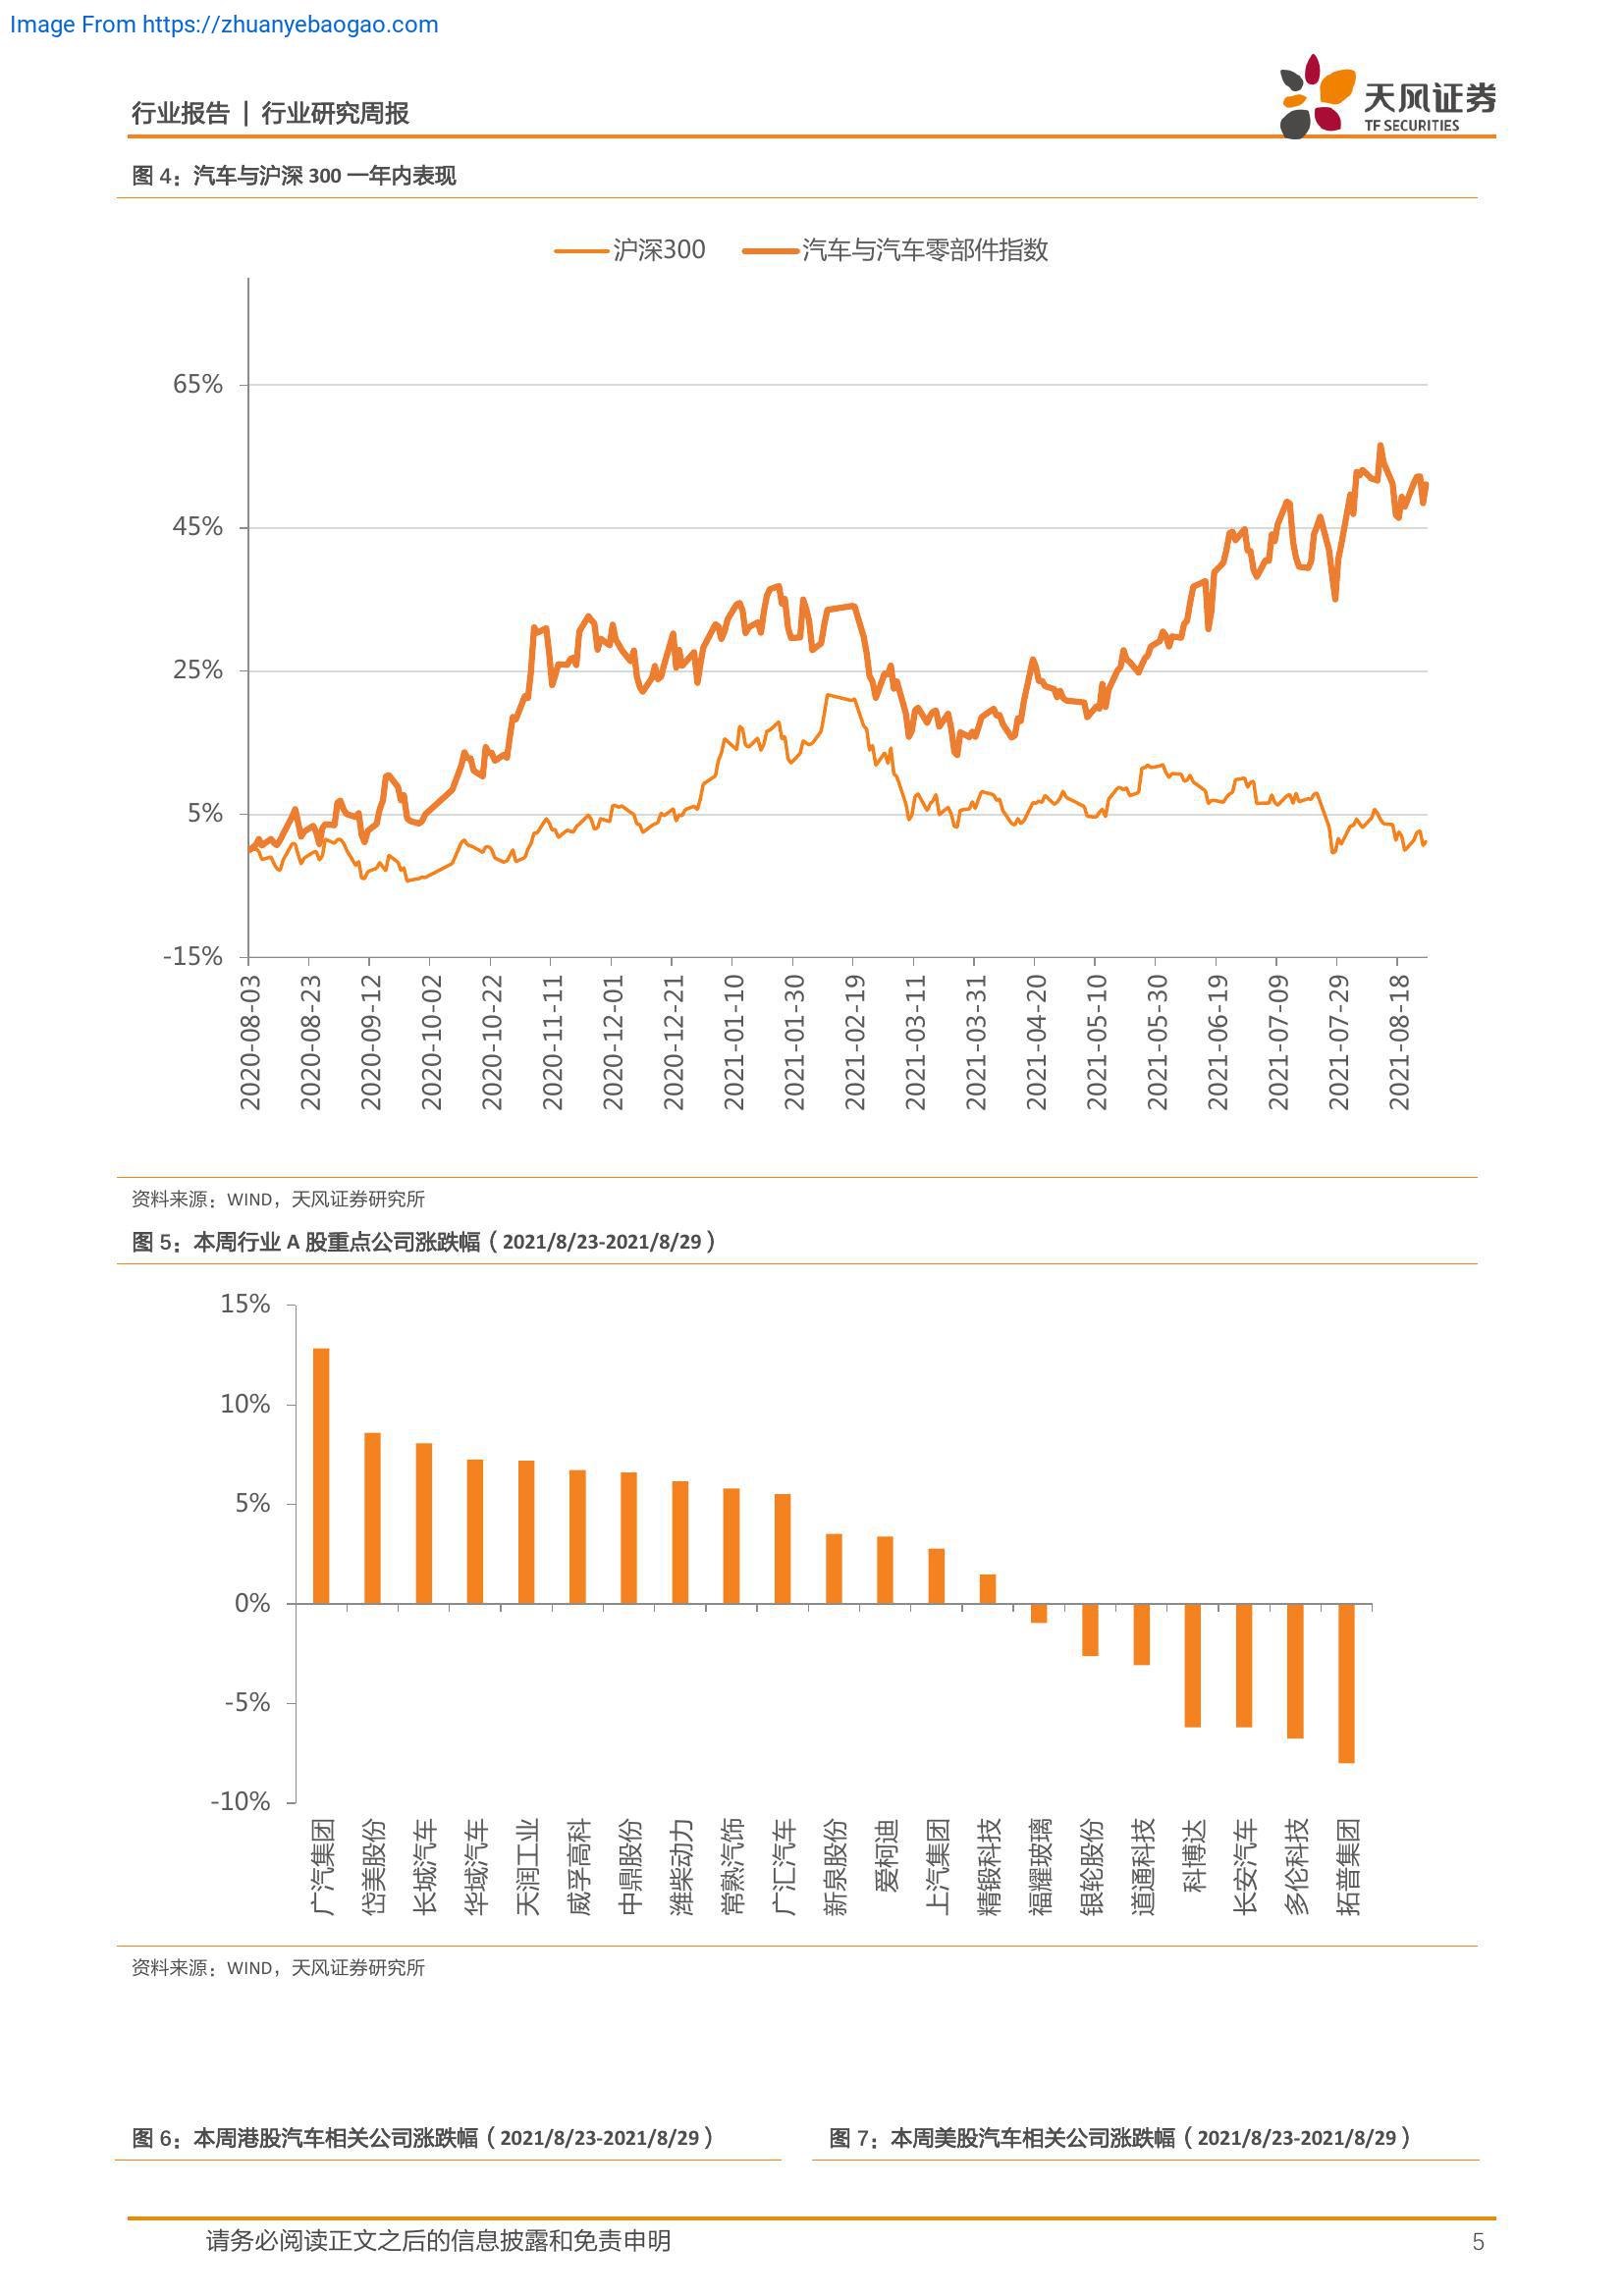 Image From https://zhuanyebaogao.com
行业报告 | 行业研究周报
天风证券
TF SECURITIES
图 4：汽车与沪深 300 一年内表现
沪深300 汽车与汽车零部件指数
65%
45%
25%
5%
-15%
2020-08-03 2020-08-23 2020-09-12 2020-10-02 2020-10-22 2020-11-11 2020-12-01 2020-12-21 2021-01-10 2021-01-30 2021-02-19 2021-03-11 2021-03-31 2021-04-20 2021-05-10 2021-05-30 2021-06-19 2021-07-09 2021-07-29 2021-08-18
资料来源：WIND，天风证券研究所
图 5：本周行业 A 股重点公司涨跌幅（2021/8/23-2021/8/29）
15%
10%
5%
0%
-5%
-10%
广汽集团 岱美股份 长城汽车 华域汽车 天润工业 威孚高科 中鼎股份 潍柴动力 常熟汽饰 广汇汽车 新泉股份 爱柯迪 上汽集团 精锻科技 福耀玻璃 银轮股份 道通科技 科博达 长安汽车 多伦科技 拓普集团
资料来源：WIND，天风证券研究所
图 6：本周港股汽车相关公司涨跌幅（2021/8/23-2021/8/29）
图 7：本周美股汽车相关公司涨跌幅（2021/8/23-2021/8/29）
请务必阅读正文之后的信息披露和免责申明
5